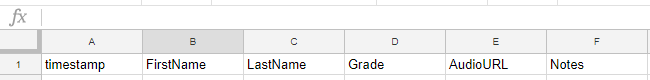 fx
A B C D E F
1 timestamp FirstName LastName Grade AudioURL Notes